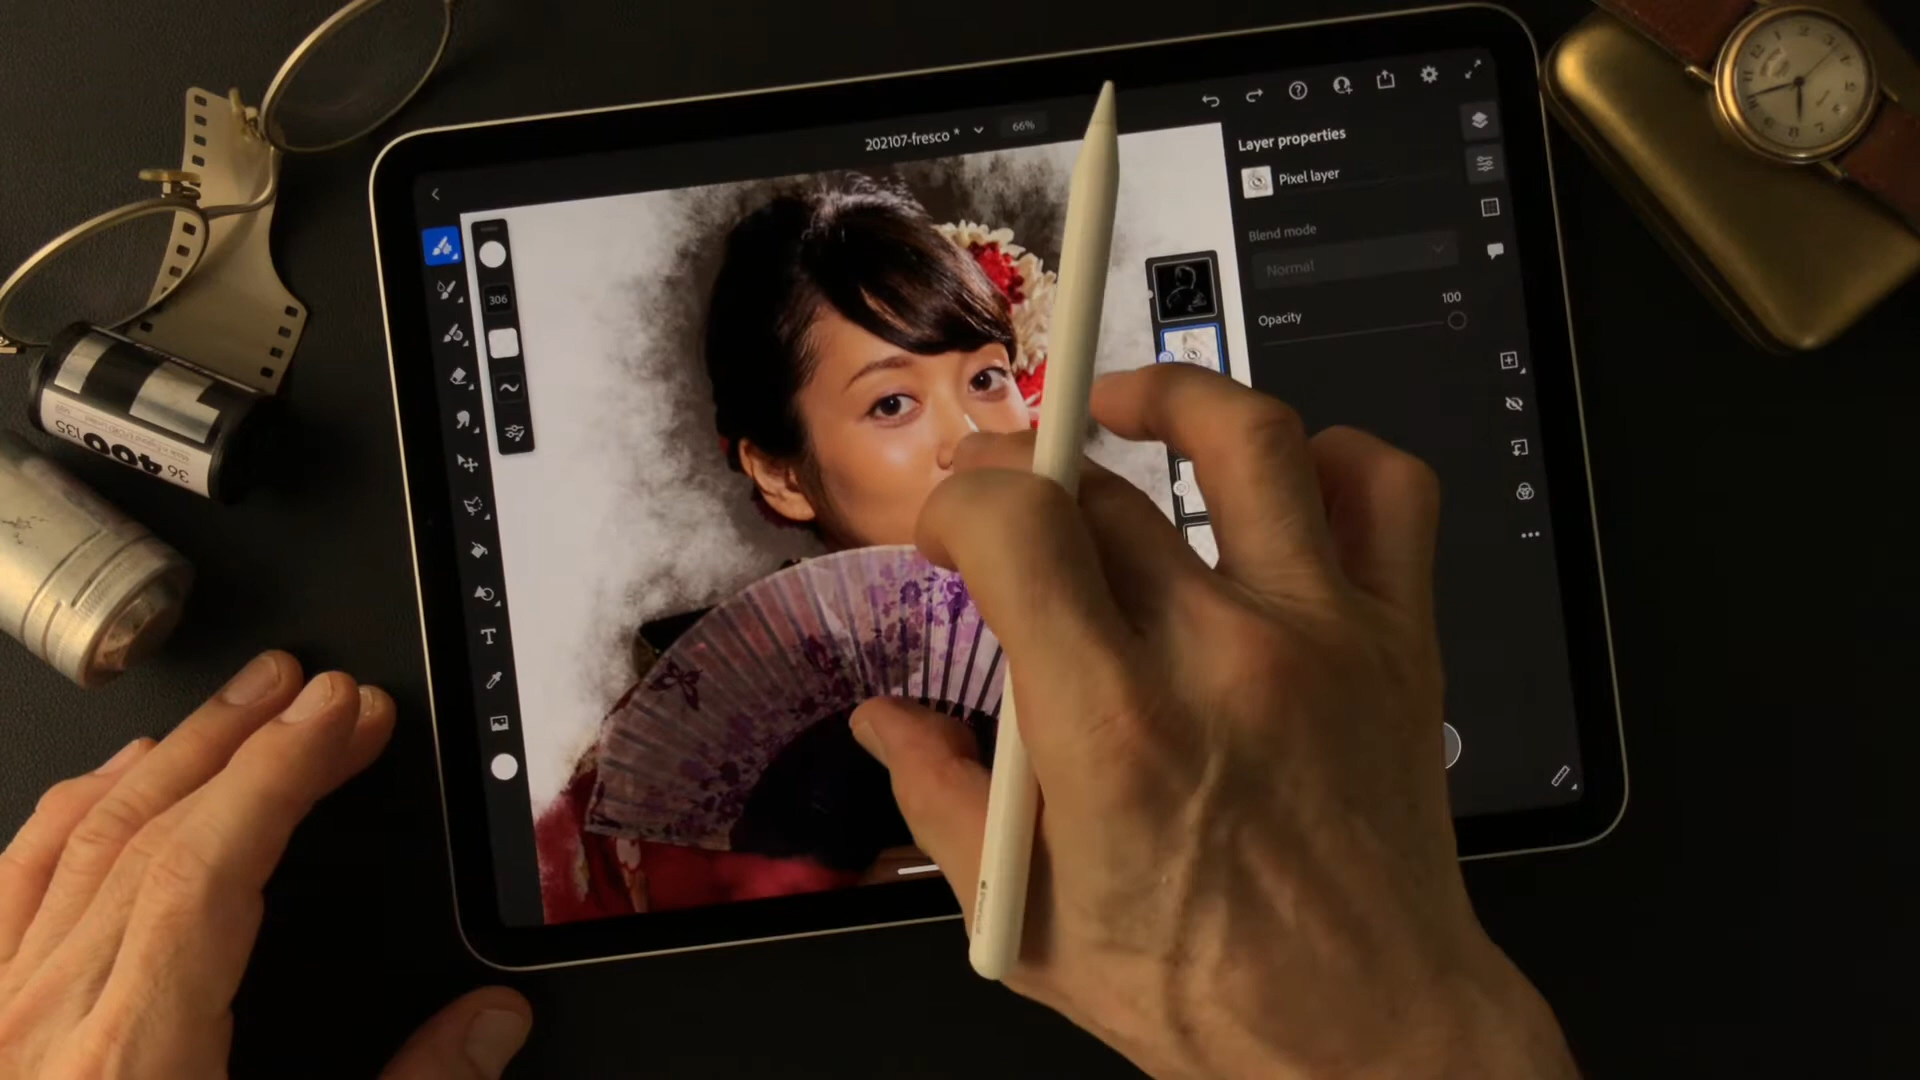 202107-fresco *
66%
Layer properties
Pixel layer
Blend mode
Normal
100
Opacity
306
T
400
135
36